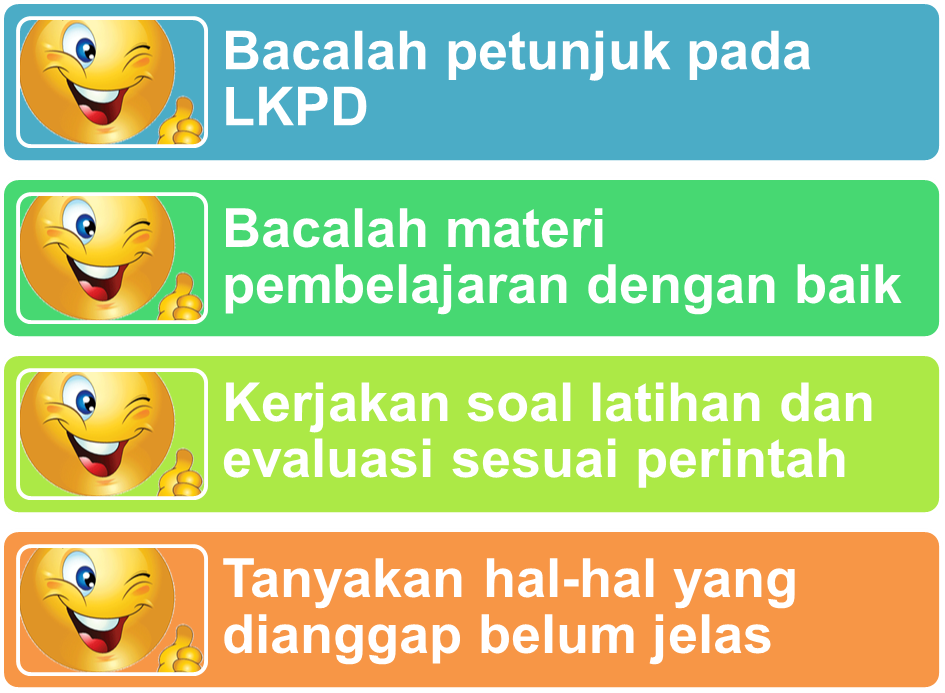 Bacalah petunjuk pada
LKPD
Bacalah materi
pembelajaran dengan baik
Kerjakan soal latihan dan
evaluasi sesuai perintah
Tanyakan hal-hal yang
dianggap belum jelas